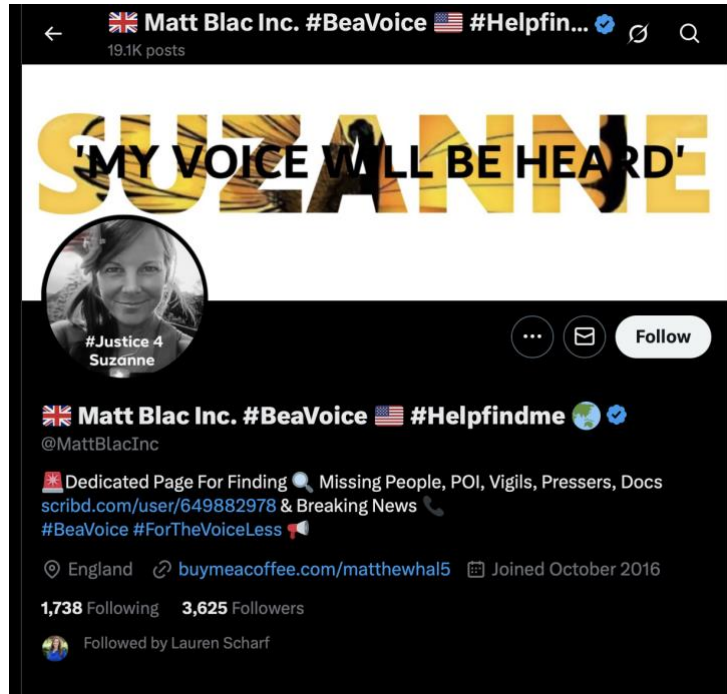 🇬🇧 Matt Blac Inc. #BeaVoice 🇺🇸 #Helpfin...
19.1K posts
SUZANNE
'MY VOICE WILL BE HEARD'
#Justice 4
Suzanne
Follow
🇬🇧 Matt Blac Inc. #BeaVoice 🇺🇸 #Helpfindme 🌏
@MattBlacInc
🚨Dedicated Page For Finding 🔍 Missing People, POI, Vigils, Pressers, Docs
scribd.com/user/649882978 & Breaking News 📞
#BeaVoice #ForTheVoiceLess 📢
England buymeacoffee.com/matthewhal5 Joined October 2016
1,738 Following 3,625 Followers
Followed by Lauren Scharf